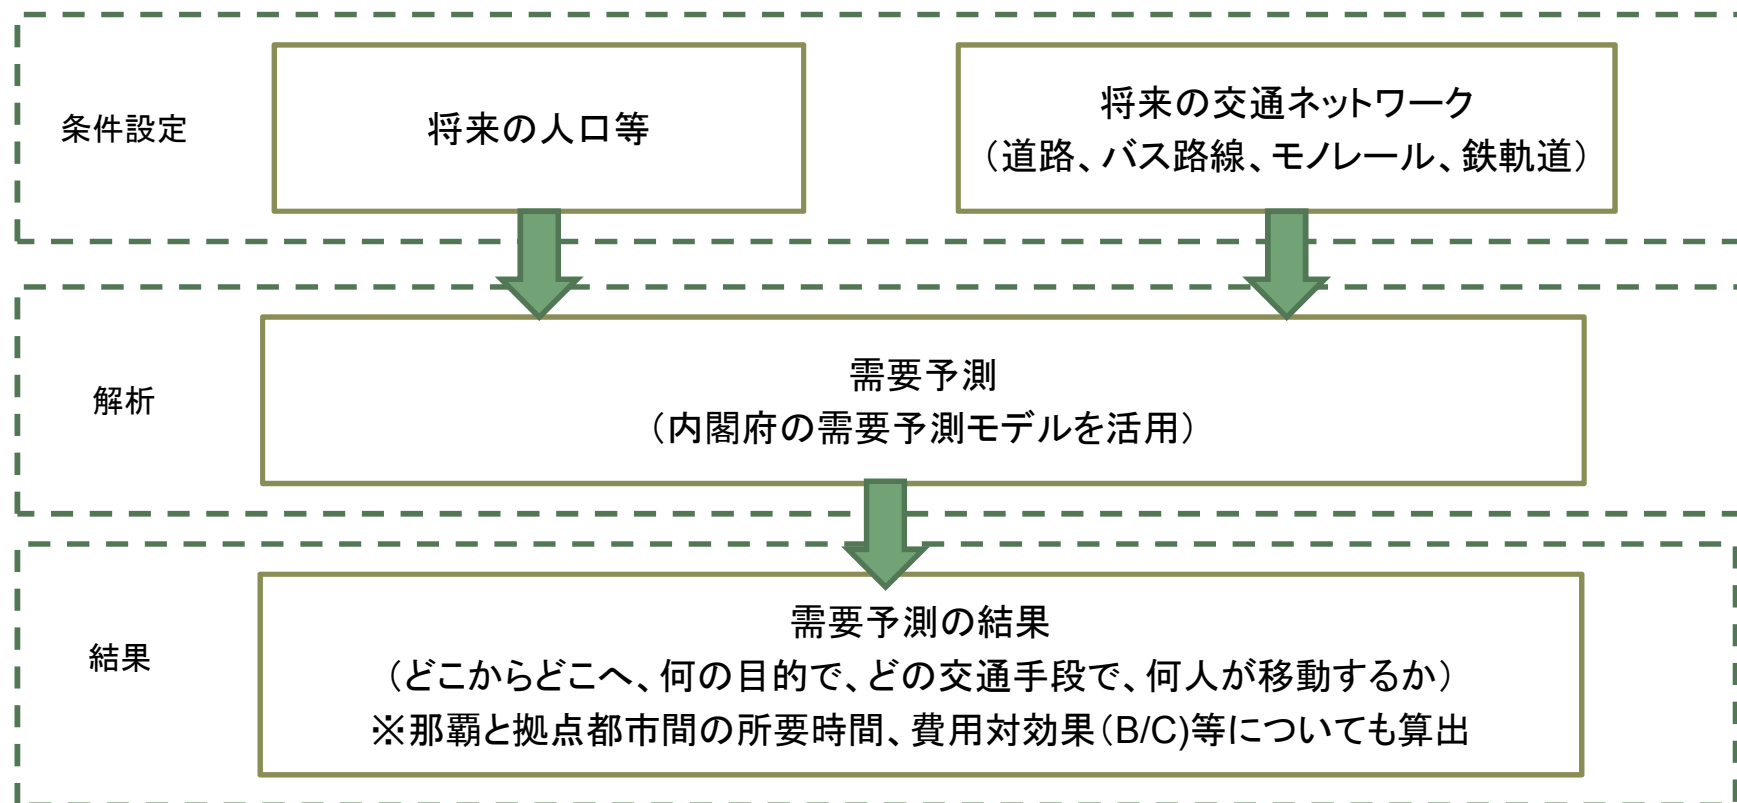 条件設定
将来の人口等
将来の交通ネットワーク
（道路、バス路線、モノレール、鉄軌道）
解析
需要予測
（内閣府の需要予測モデルを活用）
結果
需要予測の結果
（どこからどこへ、何の目的で、どの交通手段で、何人が移動するか）
※那覇と拠点都市間の所要時間、費用対効果（B/C)等についても算出